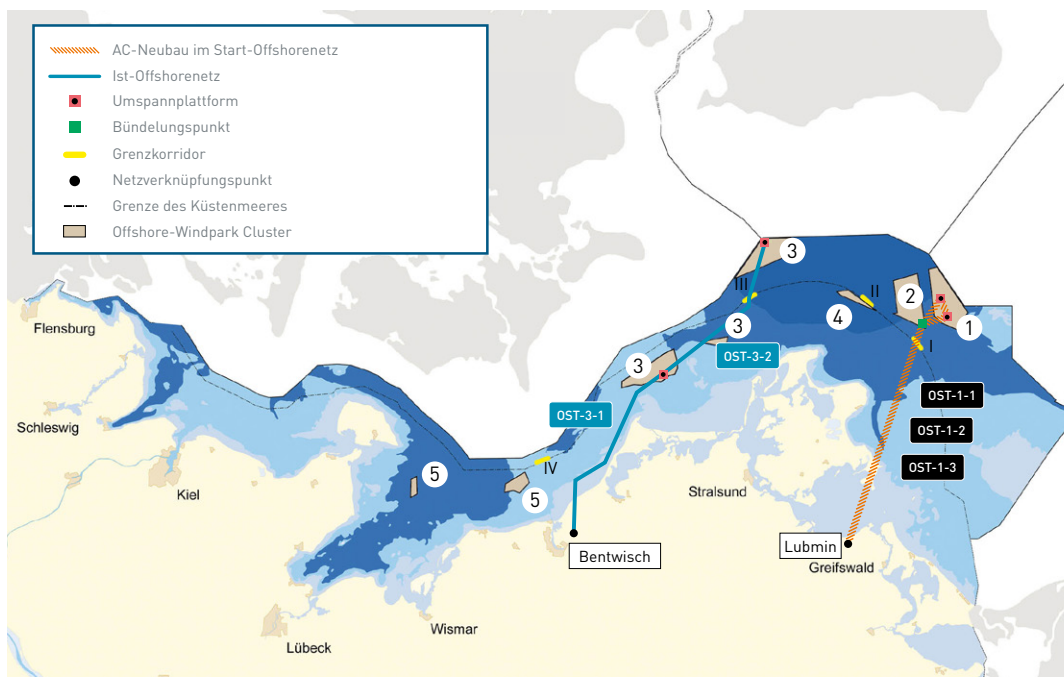 AC-Neubau im Start-Offshorenetz
Ist-Offshorenetz
Umspannplattform
Bündelungspunkt
Grenzkorridor
Netzverknüpfungspunkt
Grenze des Küstenmeeres
Offshore-Windpark Cluster
3
III
II
2
4
1
I
3
Flensburg
3
OST-3-2
OST-1-1
OST-3-1
OST-1-2
Schleswig
OST-1-3
IV
5
5
Kiel
Stralsund
Bentwisch
Lubmin
Greifswald
Wismar
Lübeck